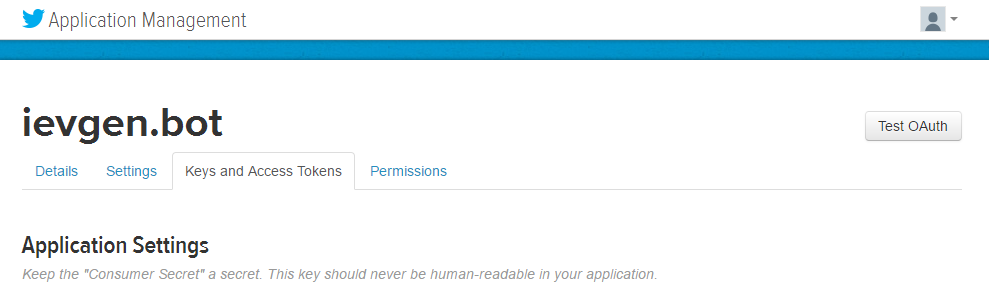 Application Management
ievgen.bot
Test OAuth
Details Settings Keys and Access Tokens Permissions
Application Settings
Keep the "Consumer Secret" a secret. This key should never be human-readable in your application.